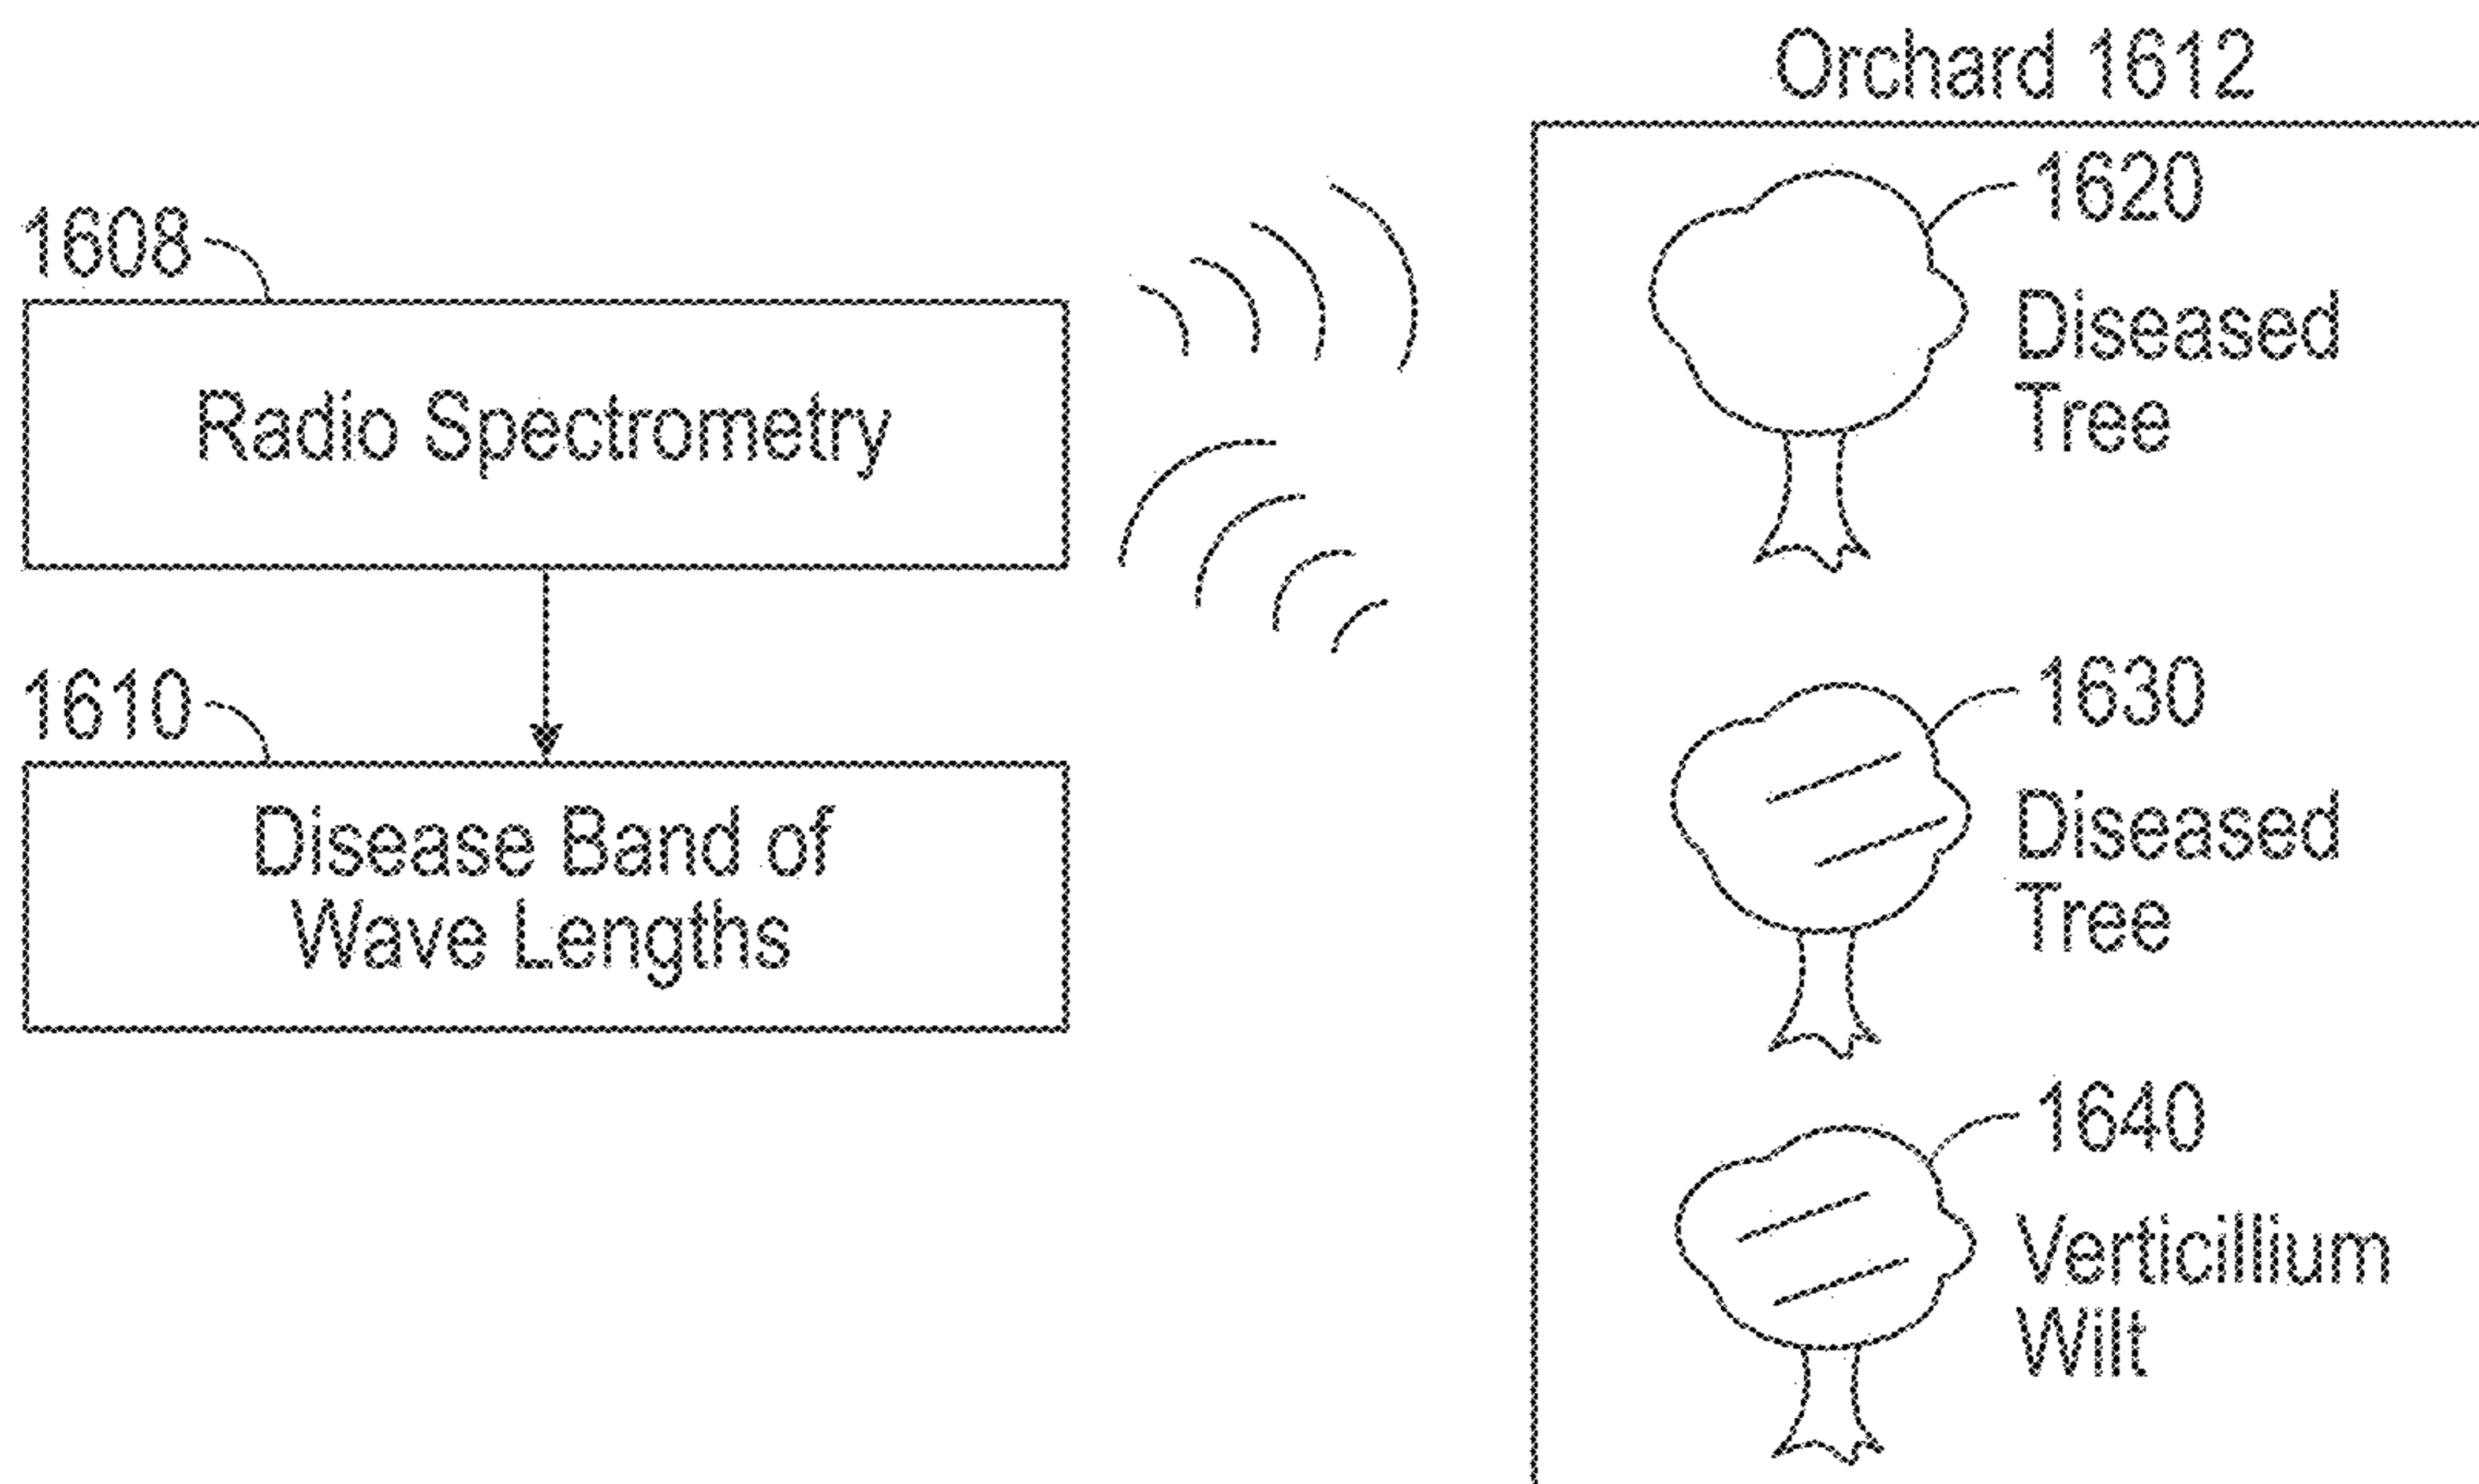 Orchard 1612
1608
Radio Spectrometry
1610
Disease Band of
Wave Lengths
1620
Diseased
Tree
1630
Diseased
Tree
1640
Verticillium
Wilt